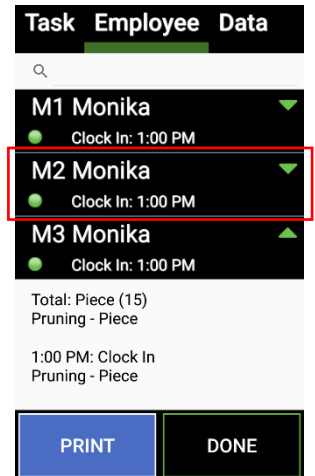 Task Employee Data
M1 Monika
Clock In: 1:00 PM
M2 Monika
Clock In: 1:00 PM
M3 Monika
Clock In: 1:00 PM
Total: Piece (15)
Pruning - Piece
1:00 PM: Clock In
Pruning - Piece
PRINT DONE